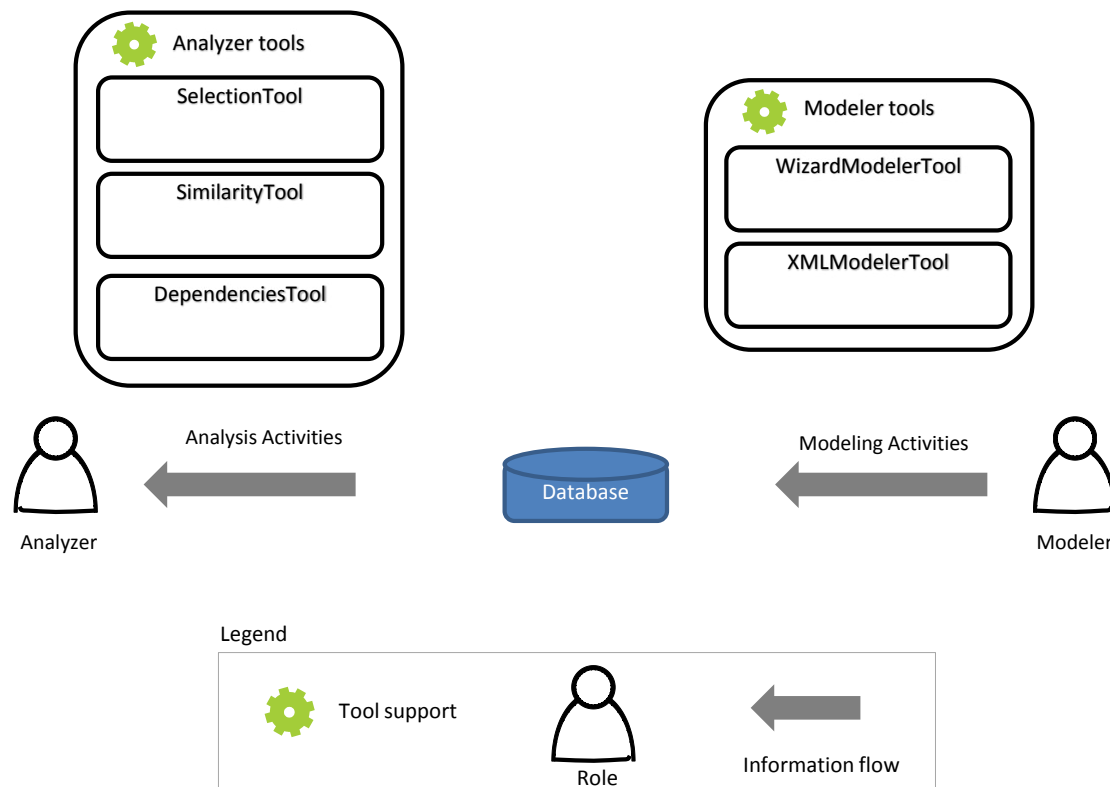 Analyzer tools
SelectionTool
SimilarityTool
DependenciesTool
Modeler tools
WizardModelerTool
XMLModelerTool
Analysis Activities
Modeling Activities
Database
Analyzer
Modeler
Legend
Tool support
Role
Information flow